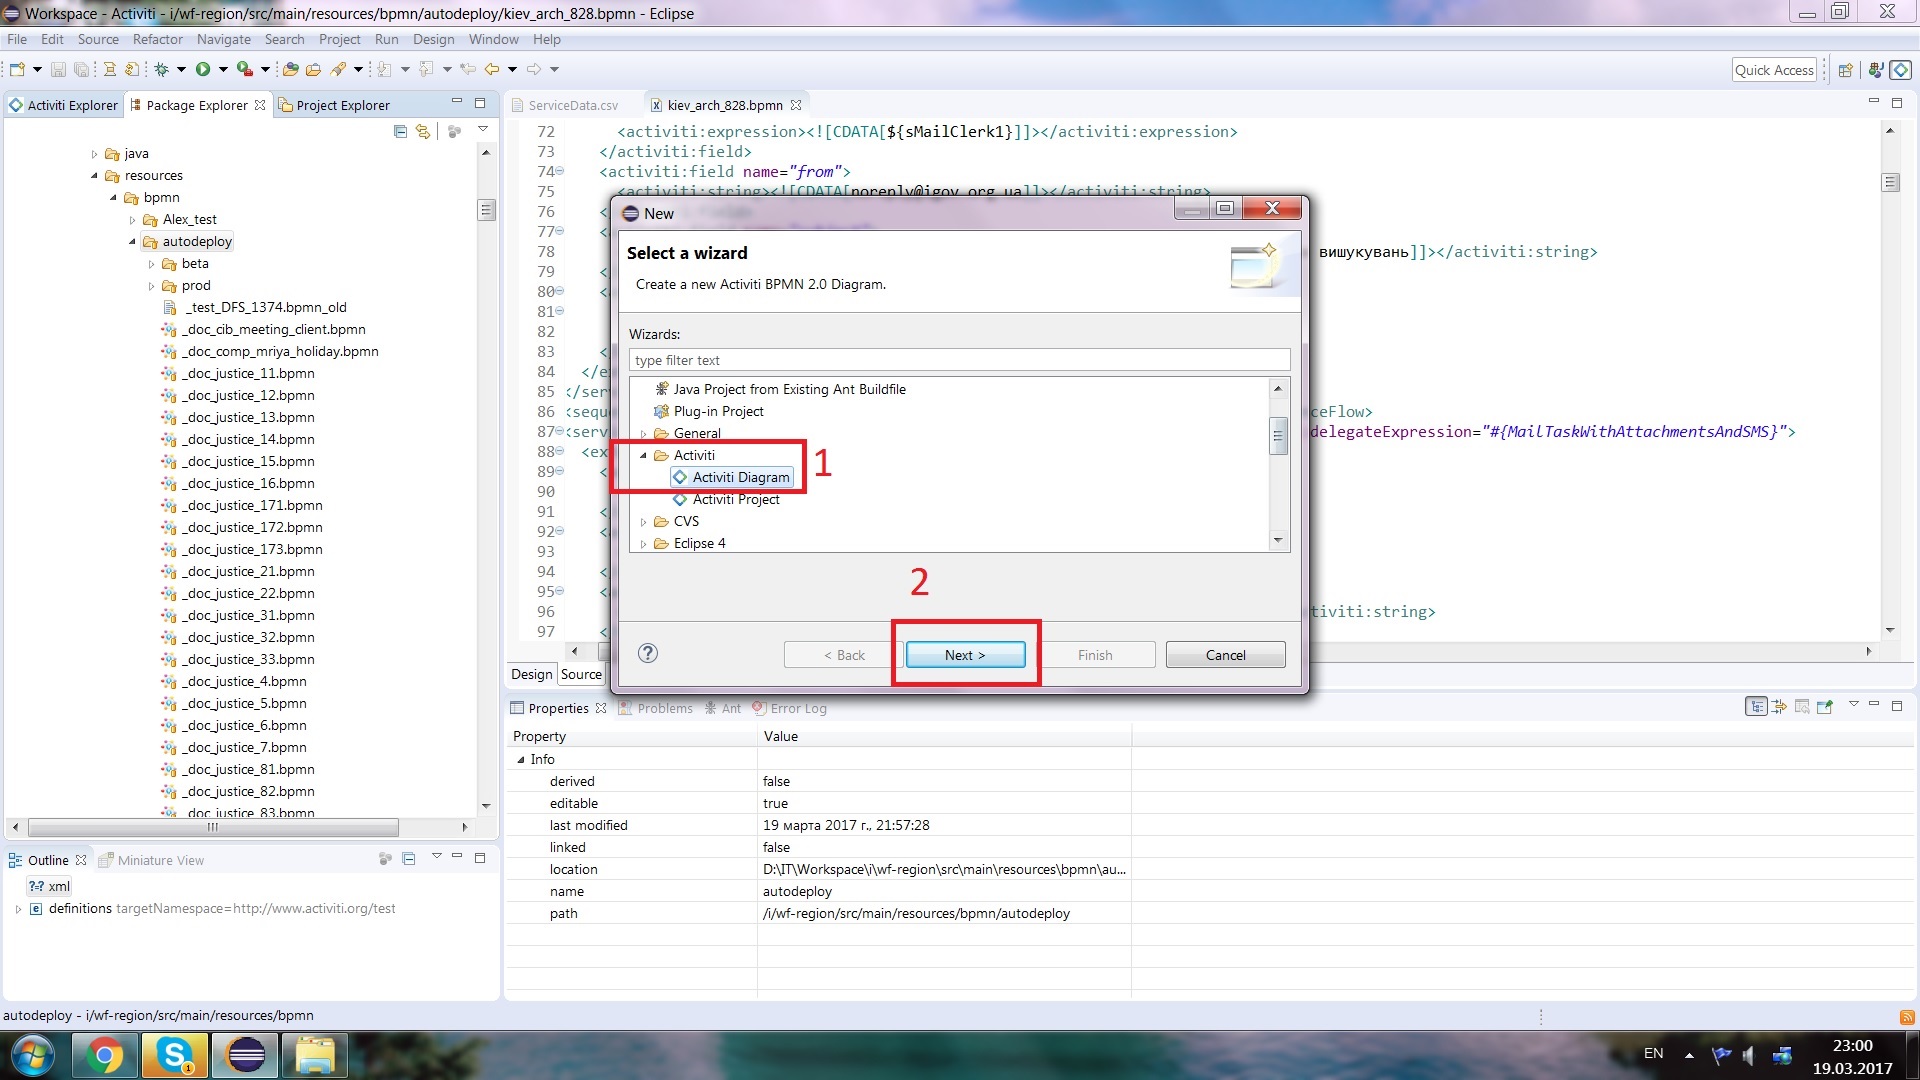 Workspace - Activiti - i/wf-region/src/main/resources/bpmn/autodeploy/kiev_arch_828.bpmn - Eclipse
File Edit Source Refactor Navigate Search Project Run Design Window Help
Quick Access
Activiti Explorer Package Explorer Project Explorer
java
resources
bpmn
Alex_test
autodeploy
beta
prod
_test_DFS_1374.bpmn_old
_doc_cib_meeting_client.bpmn
_doc_comp_mriya_holiday.bpmn
_doc_justice_11.bpmn
_doc_justice_12.bpmn
_doc_justice_13.bpmn
_doc_justice_14.bpmn
_doc_justice_15.bpmn
_doc_justice_16.bpmn
_doc_justice_171.bpmn
_doc_justice_172.bpmn
_doc_justice_173.bpmn
_doc_justice_21.bpmn
_doc_justice_22.bpmn
_doc_justice_31.bpmn
_doc_justice_32.bpmn
_doc_justice_33.bpmn
_doc_justice_4.bpmn
_doc_justice_5.bpmn
_doc_justice_6.bpmn
_doc_justice_7.bpmn
_doc_justice_81.bpmn
_doc_justice_82.bpmn
_doc_justice_83.bpmn
Outline Miniature View
xml
definitions targetNamespace=http://www.activiti.org/test
ServiceData.csv kiev_arch_828.bpmn
72 <activiti:expression><![CDATA[${sMailClerk1}]]></activiti:expression>
73 </activiti:field>
74 <activiti:field name="from">
75 <activiti:string><![CDATA[noreply@igov.org.ua]]></activiti:string>
76 <
77 <
78 вишукувань]]></activiti:string>
79 <
80 <
81
82
83 <
84 </e
85 </ser
86 <sequ ceFlow>
87 <serv delegateExpression="#{MailTaskWithAttachmentsAndSMS}">
88 <ex
89 <
90
91 <
92 <
93
94 <
95 <
96 tiviti:string>
97 <
Design Source
New
Select a wizard
Create a new Activiti BPMN 2.0 Diagram.
Wizards:
type filter text
Java Project from Existing Ant Buildfile
Plug-in Project
General
Activiti
Activiti Diagram
Activiti Project
CVS
Eclipse 4
1
2
< Back Next > Finish Cancel
Properties Problems Ant Error Log
Property Value
Info
derived false
editable true
last modified 19 марта 2017 г., 21:57:28
linked false
location D:\IT\Workspace\i\wf-region\src\main\resources\bpmn\au...
name autodeploy
path /i/wf-region/src/main/resources/bpmn/autodeploy
autodeploy - i/wf-region/src/main/resources/bpmn
EN
23:00
19.03.2017